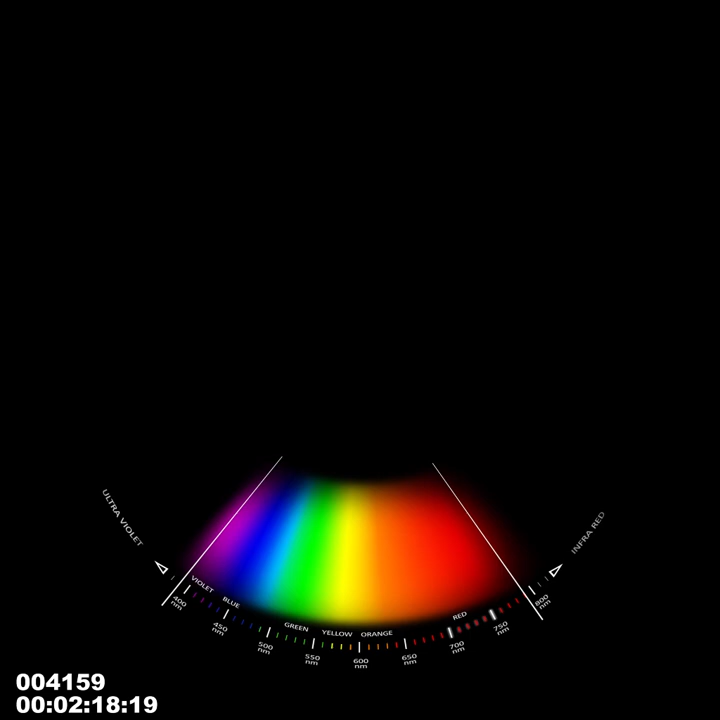 ULTRA VIOLET
INFRA RED
VIOLET
BLUE
GREEN
YELLOW
ORANGE
RED
400
nm
450
nm
500
nm
550
nm
600
nm
650
nm
700
nm
750
nm
800
nm
004159
00:02:18:19